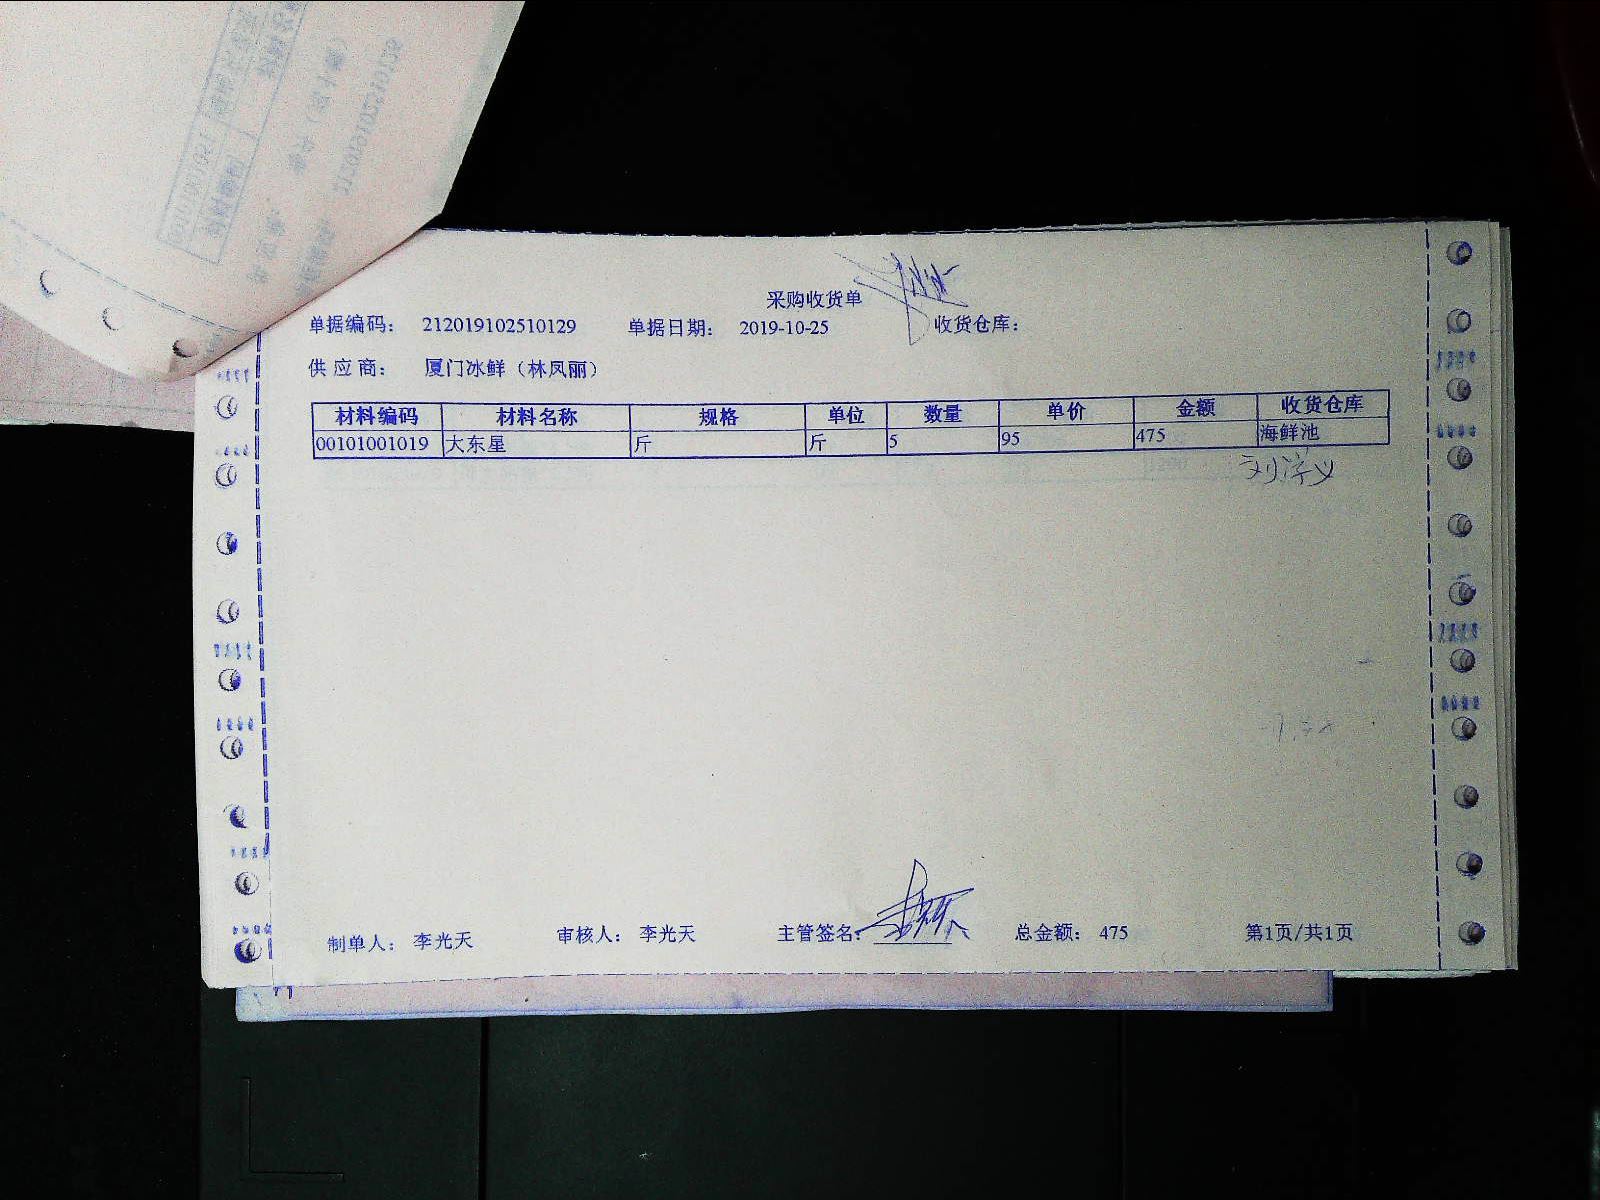 采购收货单
单据编码： 212019102510129 单据日期： 2019-10-25 收货仓库：
供应商： 厦门冰鲜（林凤丽）
材料编码 材料名称 规格 单位 数量 单价 金额 收货仓库
00101001019 大东星 斤 斤 5 95 475 海鲜池
制单人： 李光天 审核人： 李光天 主管签名： 总金额： 475 第1页/共1页